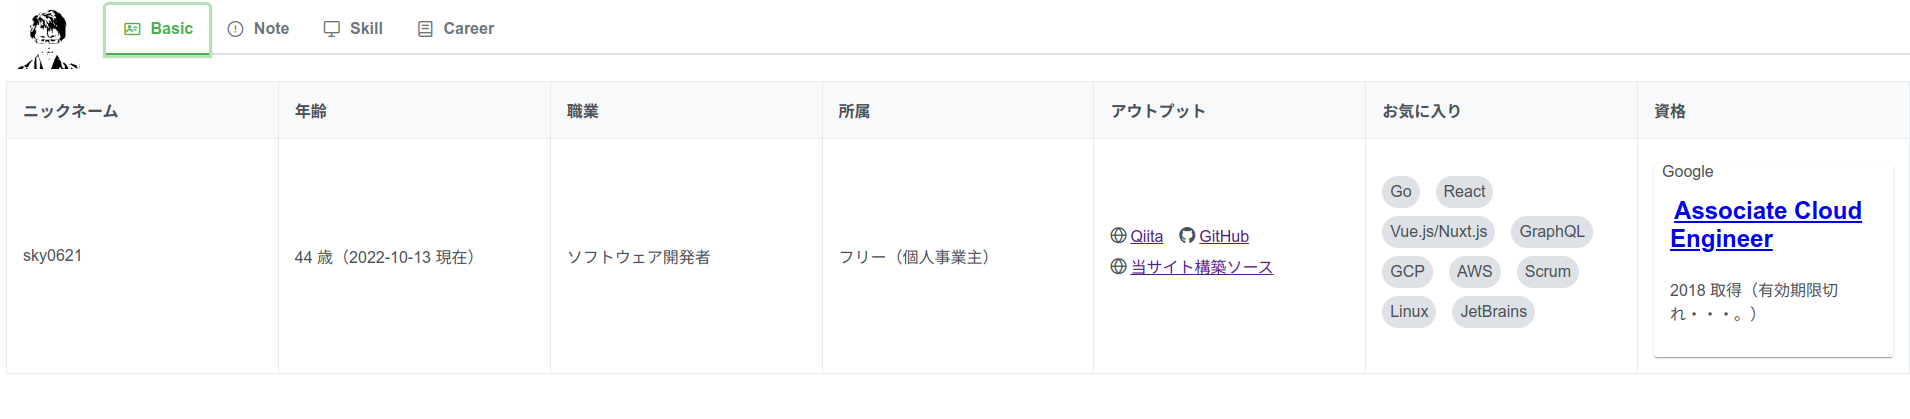 Basic Note Skill Career
ニックネーム 年齢 職業 所属 アウトプット お気に入り 資格
sky0621
44 歳（2022-10-13 現在）
ソフトウェア開発者
フリー（個人事業主）
Qiita GitHub
当サイト構築ソース
Go React
Vue.js/Nuxt.js GraphQL
GCP AWS Scrum
Linux JetBrains
Google
Associate Cloud
Engineer
2018 取得（有効期限切
れ・・・。）